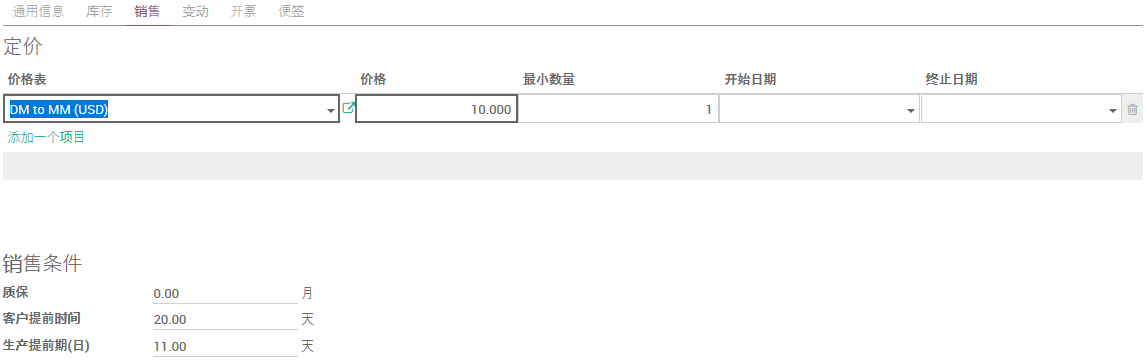 通用信息 库存 销售 变动 开票 便签
定价
价格表 价格 最小数量 开始日期 终止日期
DM to MM (USD) 10.000 1
添加一个项目
销售条件
质保 0.00 月
客户提前时间 20.00 天
生产提前期(日) 11.00 天